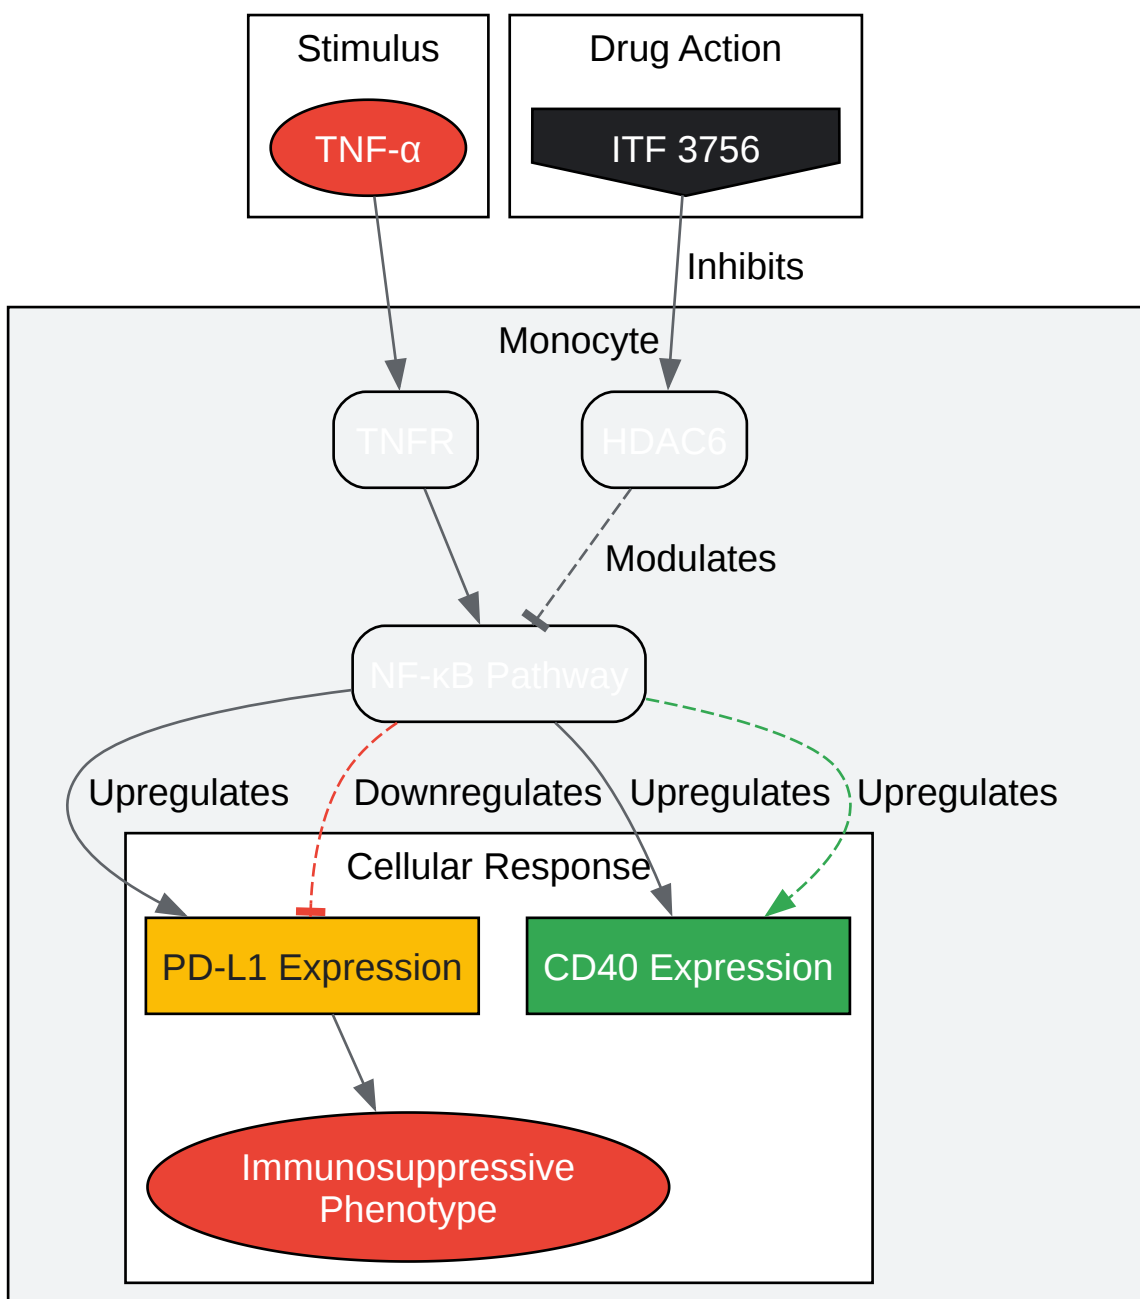 Stimulus
Drug Action
TNF-α
ITF 3756
Inhibits
Monocyte
TNFR
HDAC6
Modulates
NF-κB Pathway
Upregulates
Downregulates
Upregulates
Upregulates
Cellular Response
PD-L1 Expression
CD40 Expression
Immunosuppressive
Phenotype